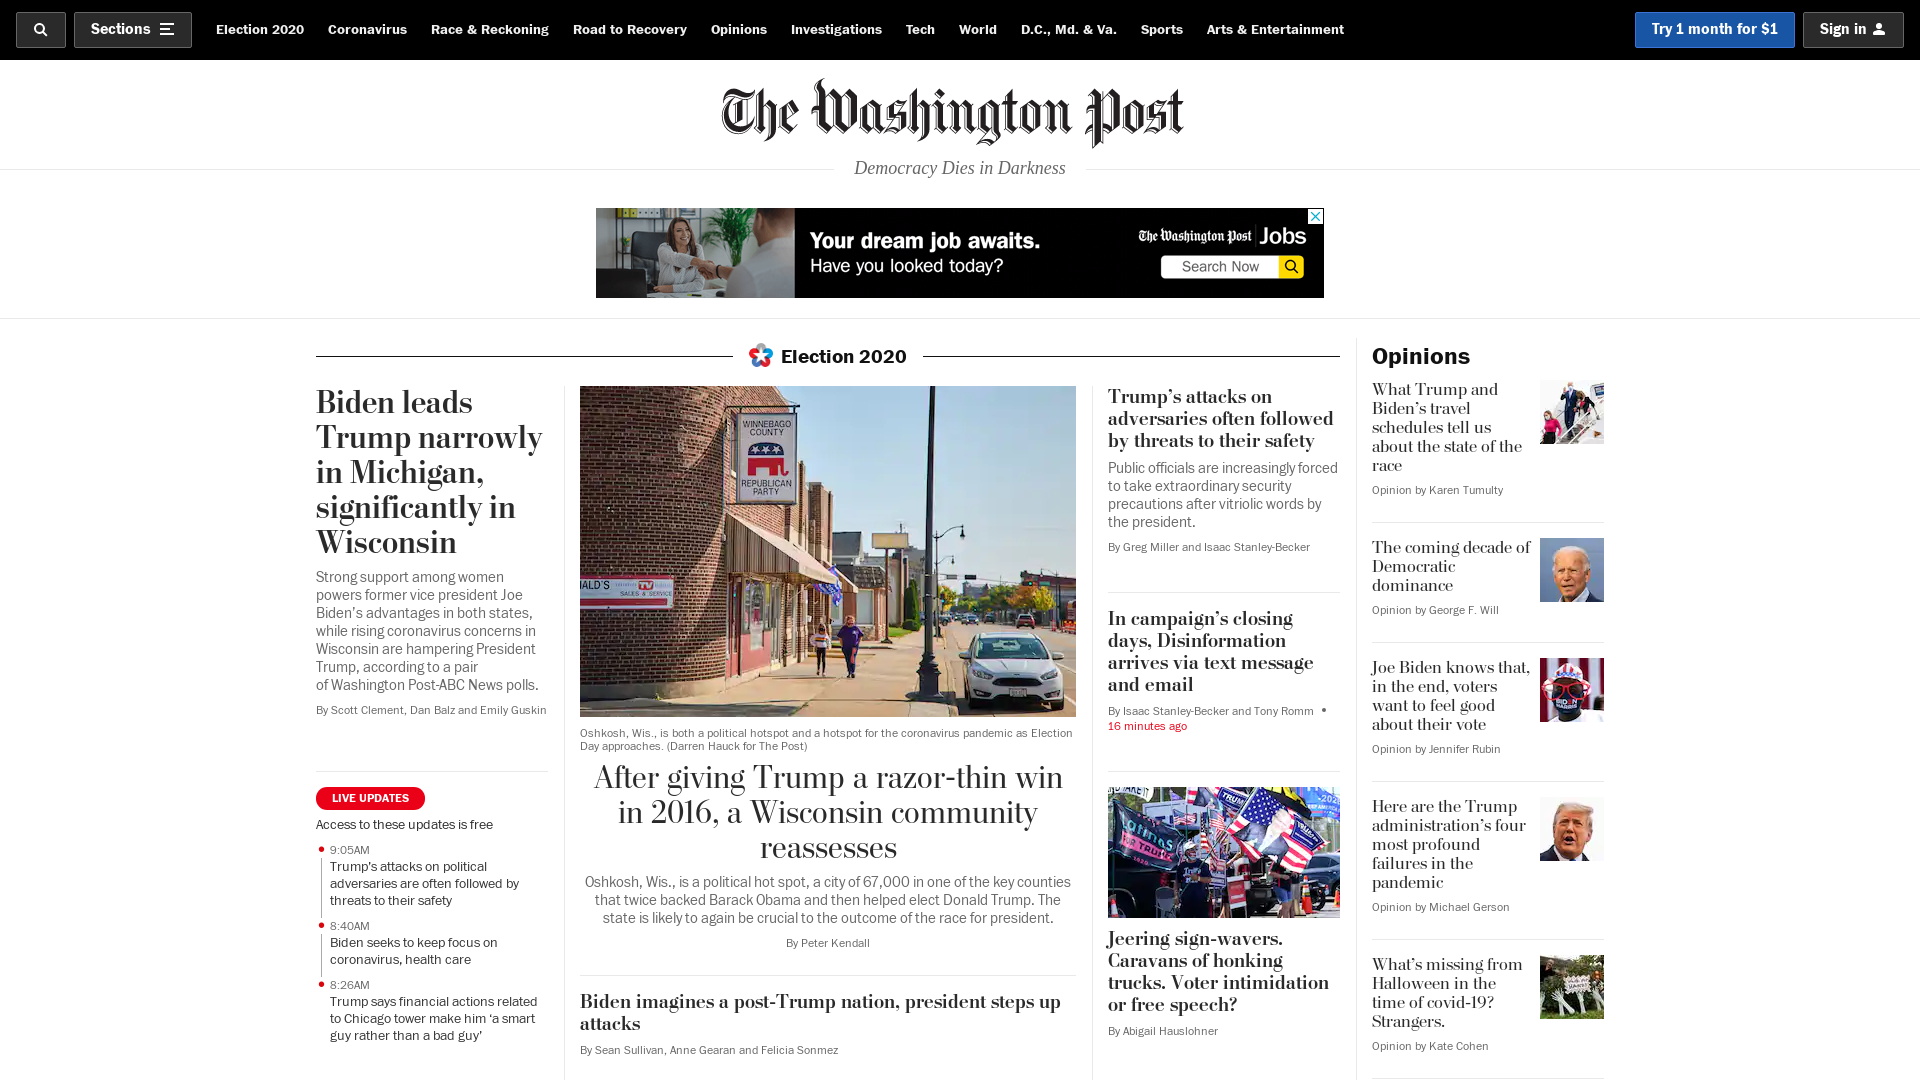 Sections
Election 2020
Coronavirus
Race & Reckoning
Road to Recovery
Opinions
Investigations
Tech
World
D.C., Md. & Va.
Sports
Arts & Entertainment
Try 1 month for $1
Sign in
The Washington Post
Democracy Dies in Darkness
Your dream job awaits.
Have you looked today?
The Washington Post Jobs
Search Now
Election 2020
Biden leads
Trump narrowly
in Michigan,
significantly in
Wisconsin
Strong support among women
powers former vice president Joe
Biden’s advantages in both states,
while rising coronavirus concerns in
Wisconsin are hampering President
Trump, according to a pair
of Washington Post-ABC News polls.
By Scott Clement, Dan Balz and Emily Guskin
LIVE UPDATES
Access to these updates is free
9:05AM
Trump’s attacks on political
adversaries are often followed by
threats to their safety
8:40AM
Biden seeks to keep focus on
coronavirus, health care
8:26AM
Trump says financial actions related
to Chicago tower make him ‘a smart
guy rather than a bad guy’
WINNEBAGO
COUNTY
REPUBLICAN
PARTY
NALD'S
TV
SALES & SERVICE
Oshkosh, Wis., is both a political hotspot and a hotspot for the coronavirus pandemic as Election
Day approaches. (Darren Hauck for The Post)
After giving Trump a razor-thin win
in 2016, a Wisconsin community
reassesses
Oshkosh, Wis., is a political hot spot, a city of 67,000 in one of the key counties
that twice backed Barack Obama and then helped elect Donald Trump. The
state is likely to again be crucial to the outcome of the race for president.
By Peter Kendall
Biden imagines a post-Trump nation, president steps up
attacks
By Sean Sullivan, Anne Gearan and Felicia Sonmez
Trump’s attacks on
adversaries often followed
by threats to their safety
Public officials are increasingly forced
to take extraordinary security
precautions after vitriolic words by
the president.
By Greg Miller and Isaac Stanley-Becker
In campaign’s closing
days, Disinformation
arrives via text message
and email
By Isaac Stanley-Becker and Tony Romm •
16 minutes ago
Latinos
FOR TRUMP
TRUMP
Jeering sign-wavers.
Caravans of honking
trucks. Voter intimidation
or free speech?
By Abigail Hauslohner
Opinions
What Trump and
Biden’s travel
schedules tell us
about the state of the
race
Opinion by Karen Tumulty
The coming decade of
Democratic
dominance
Opinion by George F. Will
Joe Biden knows that,
in the end, voters
want to feel good
about their vote
Opinion by Jennifer Rubin
BIDEN
HARRIS
Here are the Trump
administration’s four
most profound
failures in the
pandemic
Opinion by Michael Gerson
What’s missing from
Halloween in the
time of covid-19?
Strangers.
Opinion by Kate Cohen